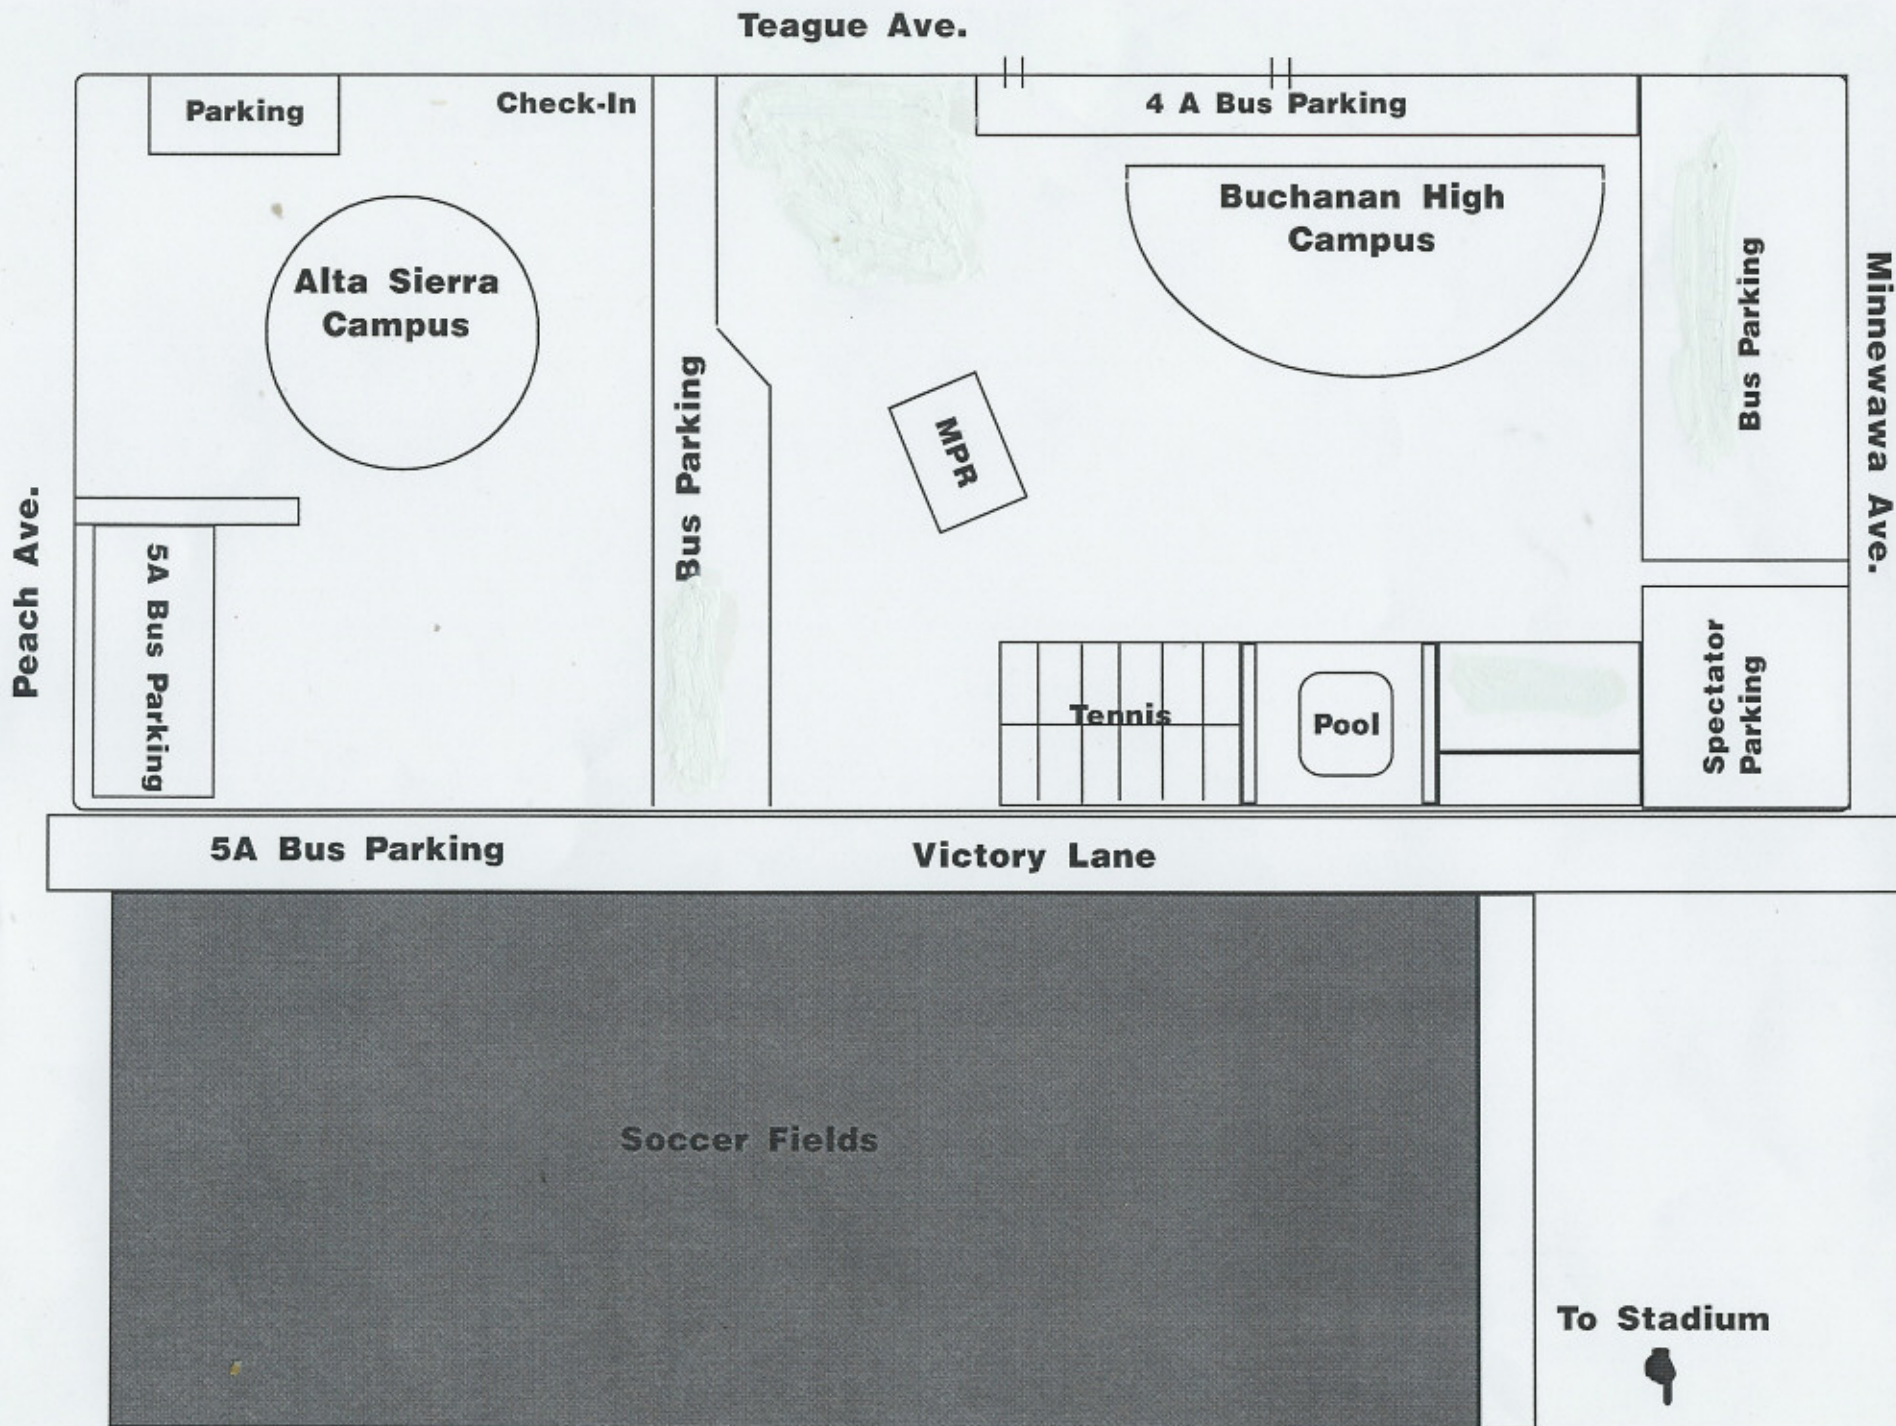 Teague Ave.
Parking
Check-In
4 A Bus Parking
Buchanan High
Campus
Alta Sierra
Campus
Bus Parking
Bus Parking
Minnewawa Ave.
MPR
Peach Ave.
5A Bus Parking
Tennis
Pool
Spectator
Parking
5A Bus Parking
Victory Lane
Soccer Fields
To Stadium